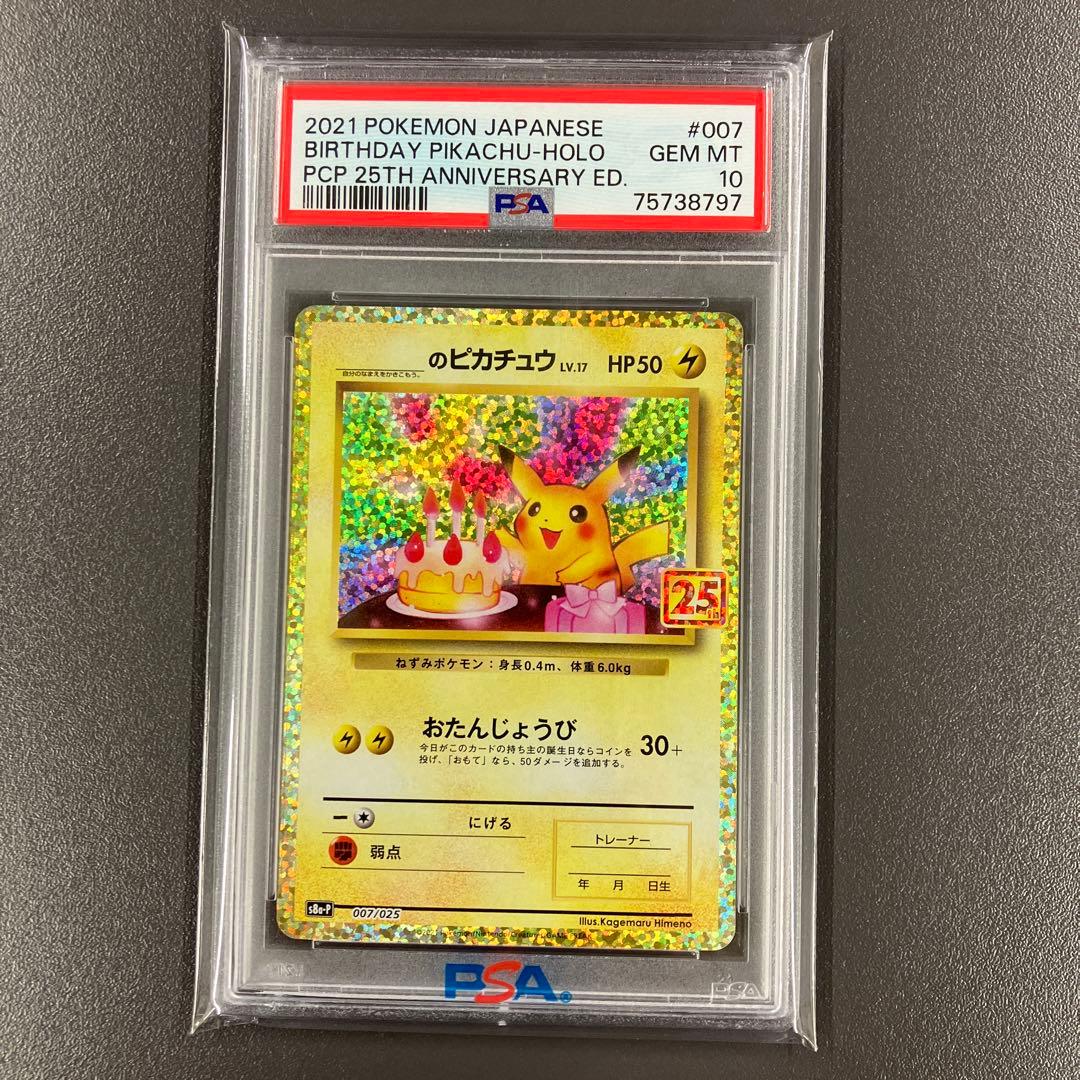 2021 POKEMON JAPANESE #007
BIRTHDAY PIKACHU-HOLO GEM MT
PCP 25TH ANNIVERSARY ED. 10
PSA 75738797
のピカチュウ LV.17 HP50
自分のなまえをかきこもう。
25th
ねずみポケモン：身長0.4m、体重6.0kg
おたんじょうび
今日がこのカードの持ち主の誕生日ならコインを
投げ、「おもて」なら、50ダメージを追加する。
30+
にげる
弱点
トレーナー
年 月 日生
s8a-P 007/025
Illus.Kagemaru Himeno
PSA
PSA